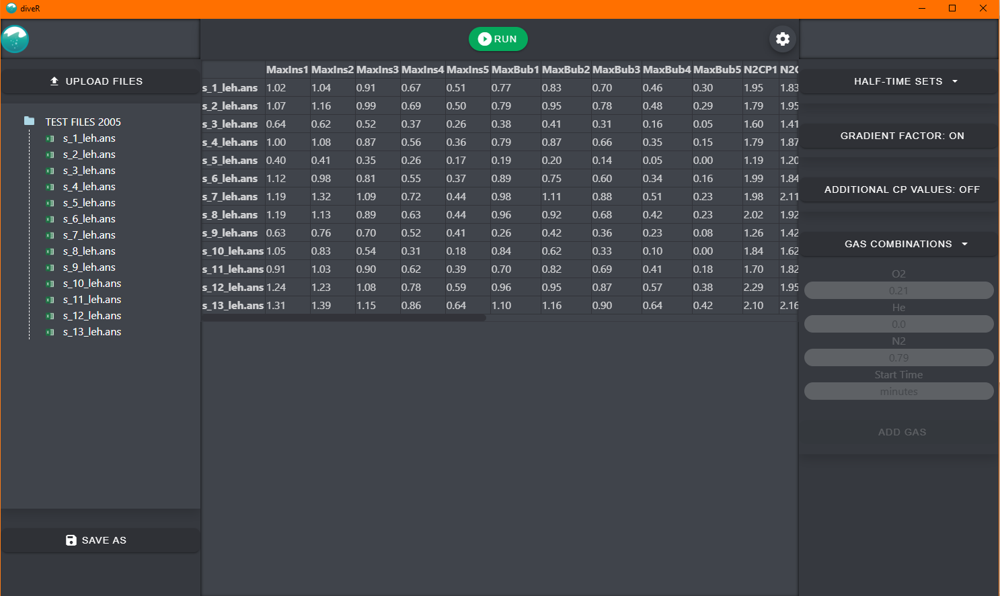 diveR
RUN
UPLOAD FILES
TEST FILES 2005
s_1_leh.ans
s_2_leh.ans
s_3_leh.ans
s_4_leh.ans
s_5_leh.ans
s_6_leh.ans
s_7_leh.ans
s_8_leh.ans
s_9_leh.ans
s_10_leh.ans
s_11_leh.ans
s_12_leh.ans
s_13_leh.ans
SAVE AS
MaxIns1 MaxIns2 MaxIns3 MaxIns4 MaxIns5 MaxBub1 MaxBub2 MaxBub3 MaxBub4 MaxBub5 N2CP1 N2C
s_1_leh.ans 1.02 1.04 0.91 0.67 0.51 0.77 0.83 0.70 0.46 0.30 1.95 1.83
s_2_leh.ans 1.07 1.16 0.99 0.69 0.50 0.79 0.95 0.78 0.48 0.29 1.79 1.95
s_3_leh.ans 0.64 0.62 0.52 0.37 0.26 0.38 0.41 0.31 0.16 0.05 1.60 1.41
s_4_leh.ans 1.00 1.08 0.87 0.56 0.36 0.79 0.87 0.66 0.35 0.15 1.79 1.87
s_5_leh.ans 0.40 0.41 0.35 0.26 0.17 0.19 0.20 0.14 0.05 0.00 1.19 1.20
s_6_leh.ans 1.12 0.98 0.81 0.55 0.37 0.89 0.75 0.60 0.34 0.16 1.99 1.84
s_7_leh.ans 1.19 1.32 1.09 0.72 0.44 0.98 1.11 0.88 0.51 0.23 1.98 2.11
s_8_leh.ans 1.19 1.13 0.89 0.63 0.44 0.96 0.92 0.68 0.42 0.23 2.02 1.92
s_9_leh.ans 0.63 0.76 0.70 0.52 0.41 0.26 0.42 0.36 0.23 0.08 1.26 1.42
s_10_leh.ans 1.05 0.83 0.54 0.31 0.18 0.84 0.62 0.33 0.10 0.00 1.84 1.62
s_11_leh.ans 0.91 1.03 0.90 0.62 0.39 0.70 0.82 0.69 0.41 0.18 1.70 1.82
s_12_leh.ans 1.24 1.23 1.08 0.78 0.59 0.96 0.95 0.87 0.57 0.38 2.29 1.95
s_13_leh.ans 1.31 1.39 1.15 0.86 0.64 1.10 1.16 0.90 0.64 0.42 2.10 2.16
HALF-TIME SETS
GRADIENT FACTOR: ON
ADDITIONAL CP VALUES: OFF
GAS COMBINATIONS
O2
0.21
He
0.0
N2
0.79
Start Time
minutes
ADD GAS